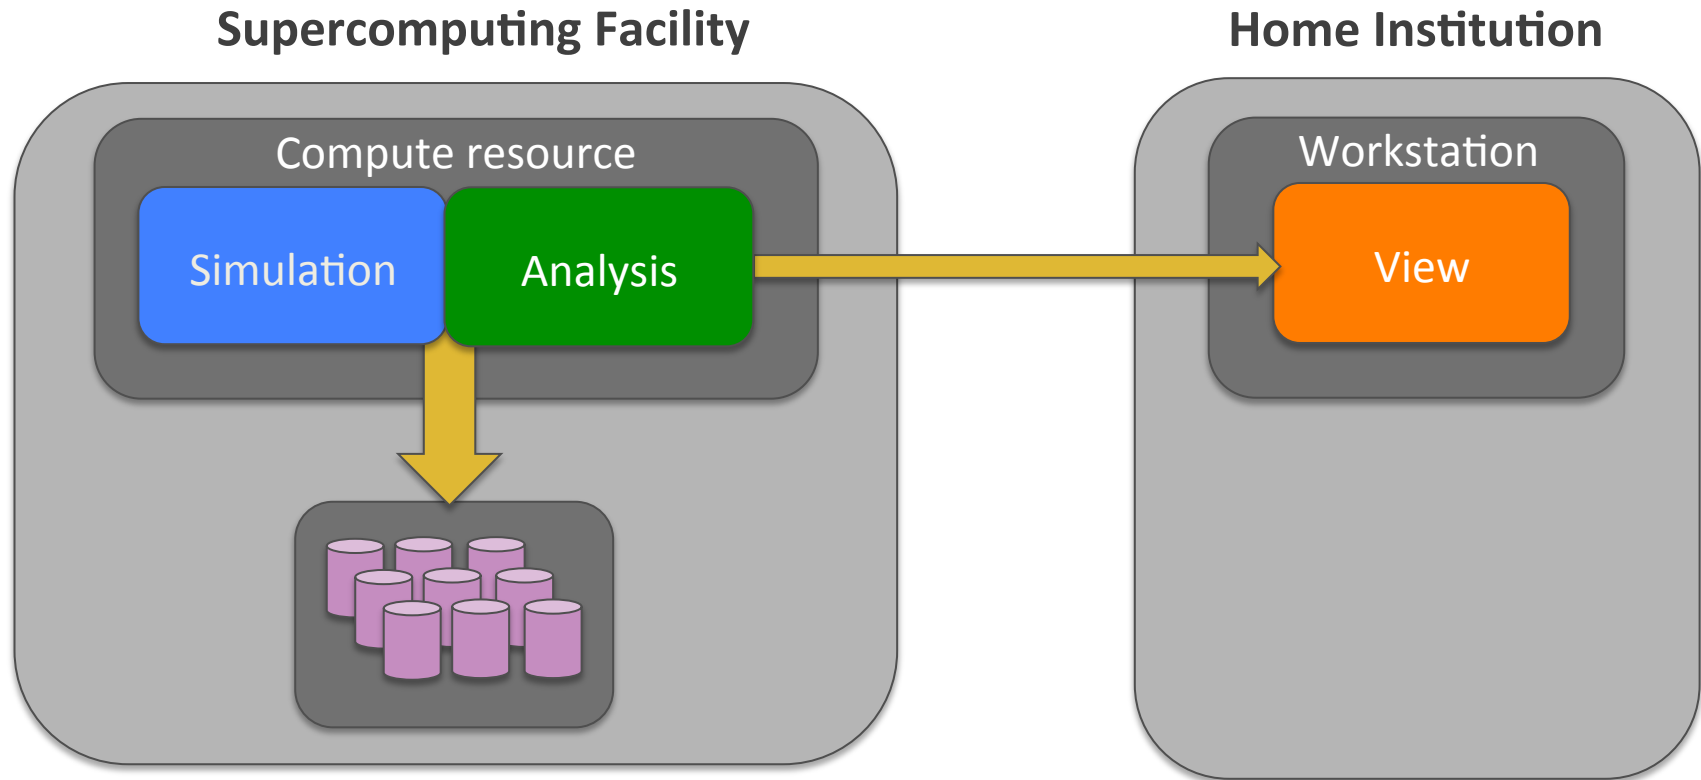 Supercomputing Facility
Home Institution
Compute resource
Workstation
Simulation
Analysis
View